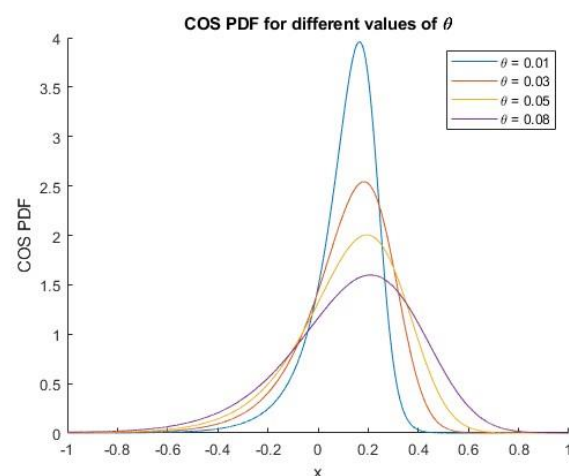 COS PDF for different values of θ
4
3.5
3
2.5
2
1.5
1
0.5
0
COS PDF
-1 -0.8 -0.6 -0.4 -0.2 0 0.2 0.4 0.6 0.8 1
x
θ = 0.01
θ = 0.03
θ = 0.05
θ = 0.08